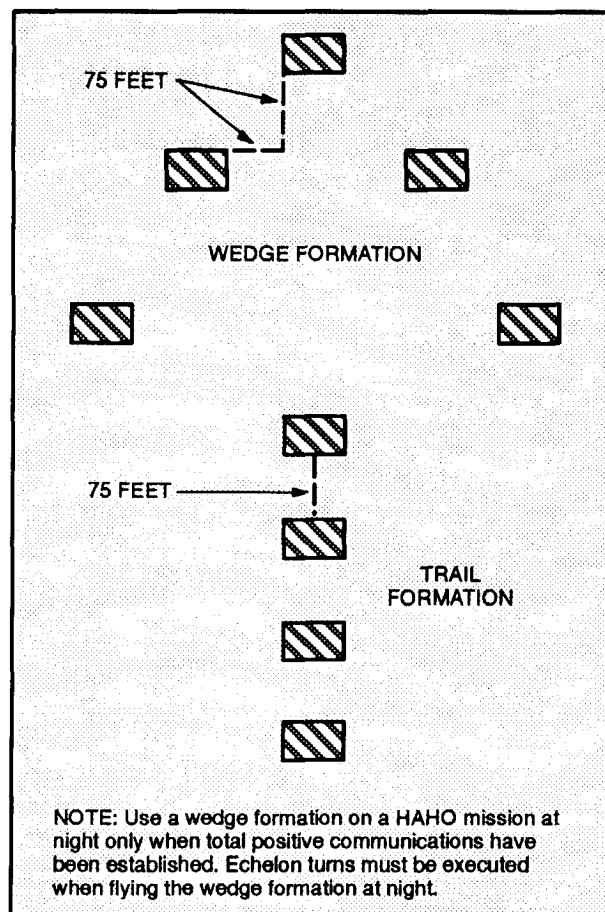 75 FEET
WEDGE FORMATION
75 FEET
TRAIL
FORMATION
NOTE: Use a wedge formation on a HAHO mission at
night only when total positive communications have
been established. Echelon turns must be executed
when flying the wedge formation at night.